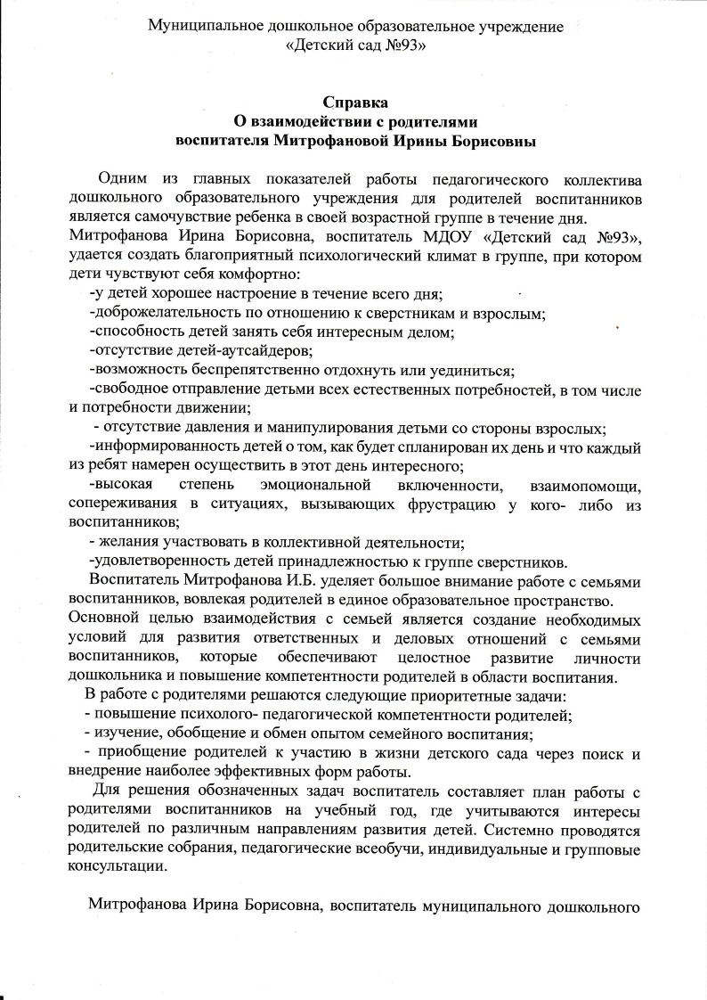 Муниципальное дошкольное образовательное учреждение
«Детский сад №93»
Справка
О взаимодействии с родителями
воспитателя Митрофановой Ирины Борисовны
Одним из главных показателей работы педагогического коллектива
дошкольного образовательного учреждения для родителей воспитанников
является самочувствие ребенка в своей возрастной группе в течение дня.
Митрофанова Ирина Борисовна, воспитатель МДОУ «Детский сад №93»,
удается создать благоприятный психологический климат в группе, при котором
дети чувствуют себя комфортно:
-у детей хорошее настроение в течение всего дня;
-доброжелательность по отношению к сверстникам и взрослым;
-способность детей занять себя интересным делом;
-отсутствие детей-аутсайдеров;
-возможность беспрепятственно отдохнуть или уединиться;
-свободное отправление детьми всех естественных потребностей, в том числе
и потребности движении;
- отсутствие давления и манипулирования детьми со стороны взрослых;
-информированность детей о том, как будет спланирован их день и что каждый
из ребят намерен осуществить в этот день интересного;
-высокая степень эмоциональной включенности, взаимопомощи,
сопереживания в ситуациях, вызывающих фрустрацию у кого- либо из
воспитанников;
- желания участвовать в коллективной деятельности;
-удовлетворенность детей принадлежностью к группе сверстников.
Воспитатель Митрофанова И.Б. уделяет большое внимание работе с семьями
воспитанников, вовлекая родителей в единое образовательное пространство.
Основной целью взаимодействия с семьей является создание необходимых
условий для развития ответственных и деловых отношений с семьями
воспитанников, которые обеспечивают целостное развитие личности
дошкольника и повышение компетентности родителей в области воспитания.
В работе с родителями решаются следующие приоритетные задачи:
- повышение психолого- педагогической компетентности родителей;
- изучение, обобщение и обмен опытом семейного воспитания;
- приобщение родителей к участию в жизни детского сада через поиск и
внедрение наиболее эффективных форм работы.
Для решения обозначенных задач воспитатель составляет план работы с
родителями воспитанников на учебный год, где учитываются интересы
родителей по различным направлениям развития детей. Системно проводятся
родительские собрания, педагогические всеобучи, индивидуальные и групповые
консультации.
Митрофанова Ирина Борисовна, воспитатель муниципального дошкольного